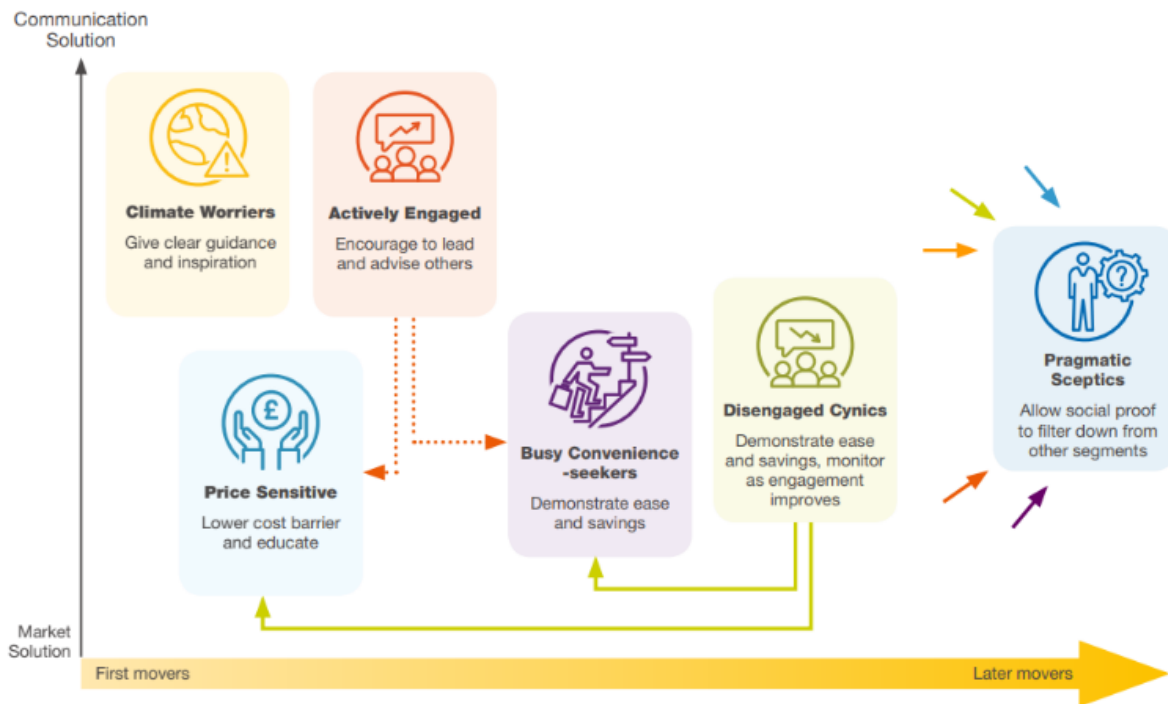 Communication
Solution
Climate Worriers
Give clear guidance
and inspiration
Actively Engaged
Encourage to lead
and advise others
£
Price Sensitive
Lower cost barrier
and educate
Busy Convenience
-seekers
Demonstrate ease
and savings
Disengaged Cynics
Demonstrate ease
and savings, monitor
as engagement
improves
?
Pragmatic
Sceptics
Allow social proof
to filter down from
other segments
Market
Solution
First movers
Later movers